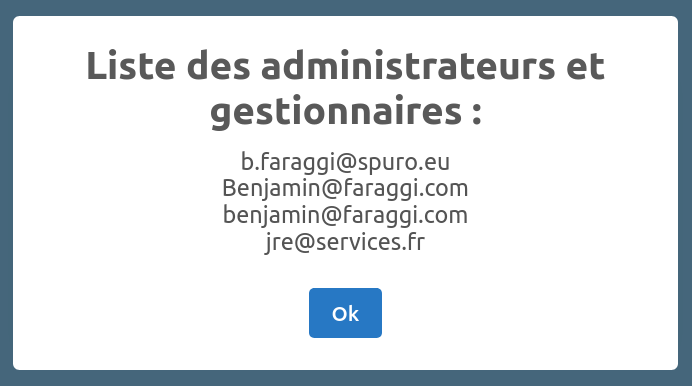 Liste des administrateurs et
gestionnaires :
b.faraggi@spuro.eu
Benjamin@faraggi.com
benjamin@faraggi.com
jre@services.fr
Ok